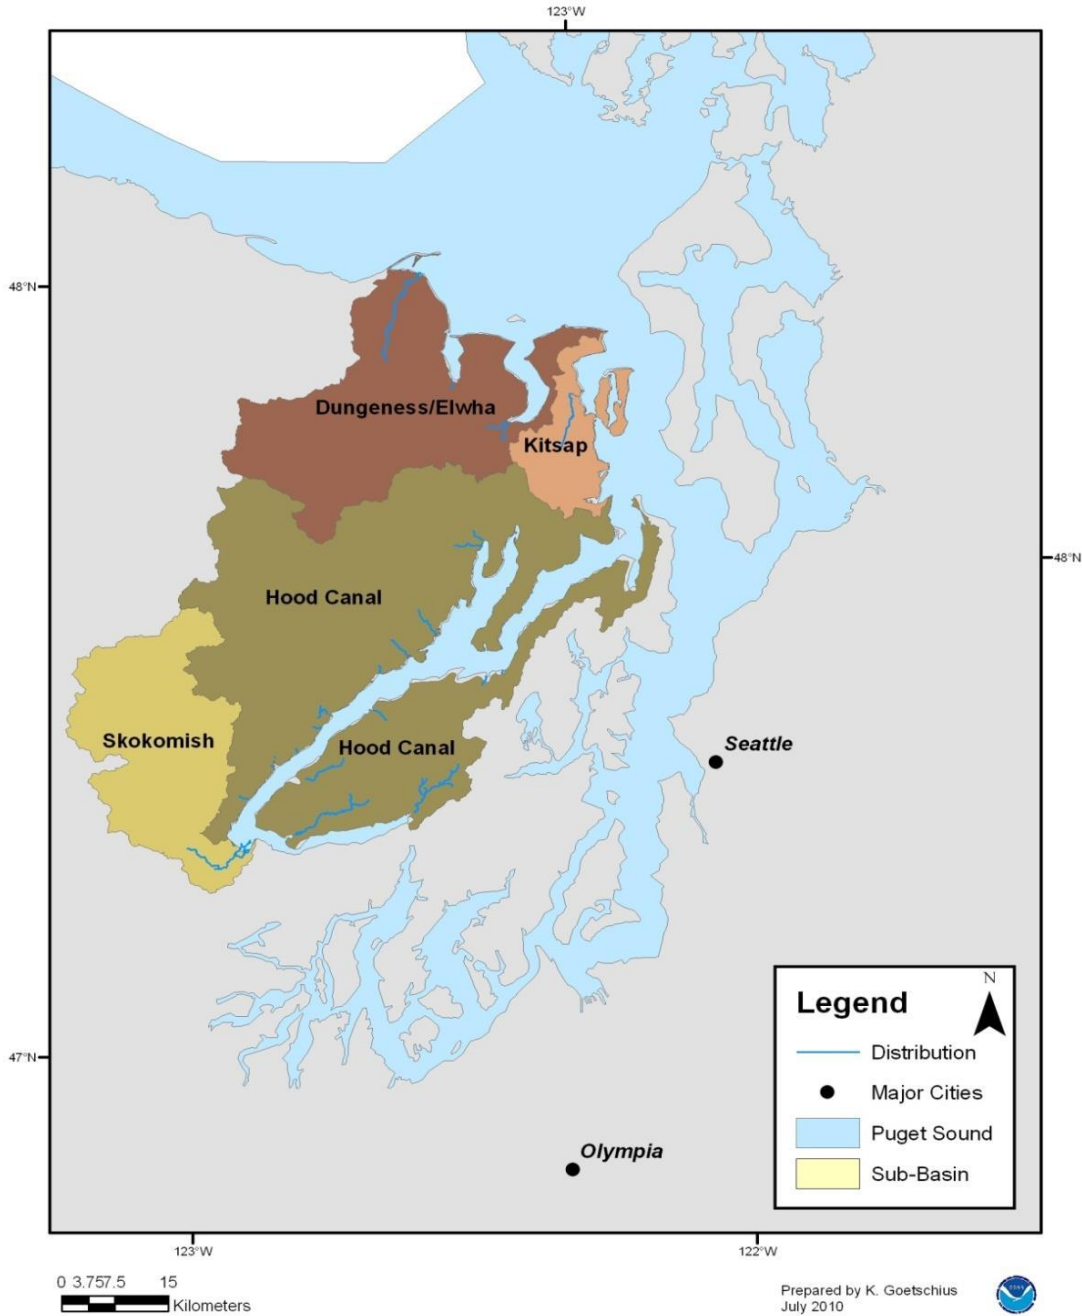 123°W
48°N
Dungeness/Elwha
Kitsap
48°N
Hood Canal
Skokomish
Hood Canal
Seattle
47°N
Olympia
Legend
N
Distribution
Major Cities
Puget Sound
Sub-Basin
123°W
122°W
0 3.757.5 15
Kilometers
Prepared by K. Goetschius
July 2010